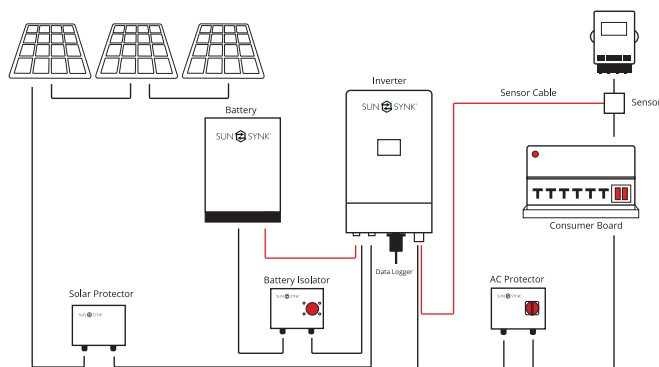 Inverter
Battery
Sensor Cable
Sensor
SUN SYNK
SUN SYNK
Consumer Board
Data Logger
Battery Isolator
AC Protector
Solar Protector
SUN SYNK
SUN SYNK
SUN SYNK